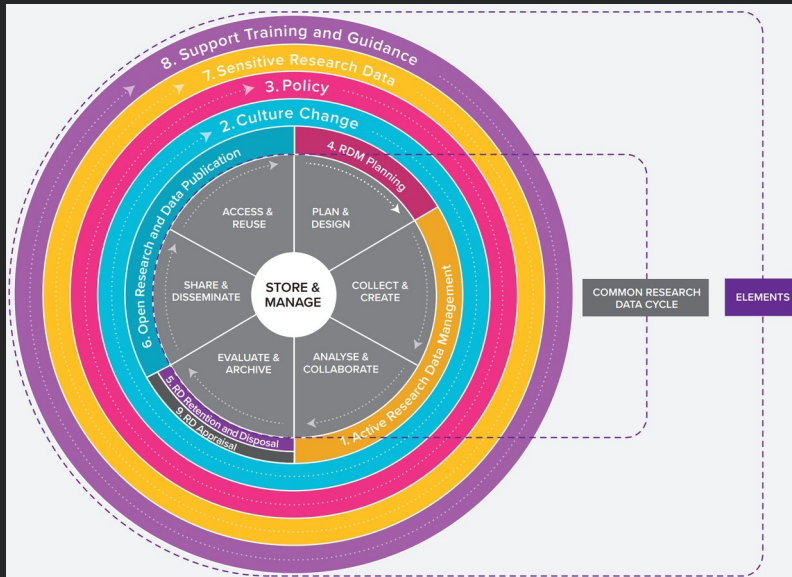 8. Support Training and Guidance
7. Sensitive Research Data
3. Policy
2. Culture Change
6. Open Research and Data Publication
4. RDM Planning
ACCESS &
REUSE
PLAN &
DESIGN
SHARE &
DISSEMINATE
STORE &
MANAGE
COLLECT &
CREATE
EVALUATE &
ARCHIVE
ANALYSE &
COLLABORATE
5. RD Retention and Disposal
9. RD Appraisal
1. Active Research Data Management
COMMON RESEARCH
DATA CYCLE
ELEMENTS